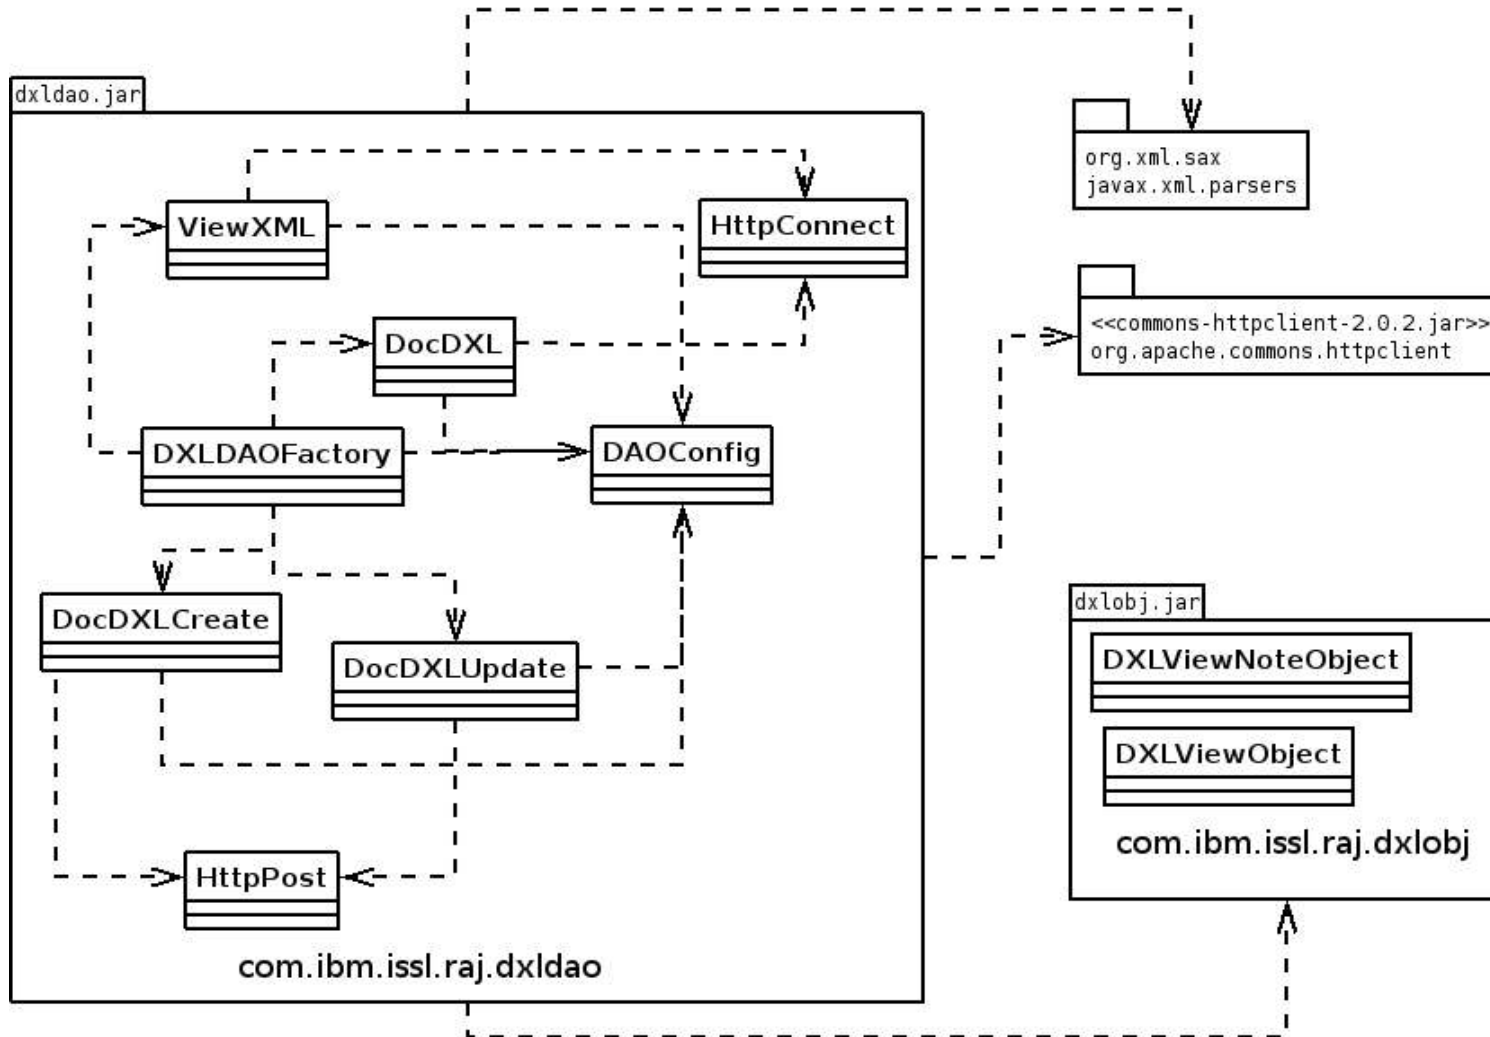 dxldao.jar
org.xml.sax
javax.xml.parsers
ViewXML
HttpConnect
<<commons-httpclient-2.0.2.jar>>
org.apache.commons.httpclient
DocDXL
DXLDAOFactory
DAOConfig
DocDXLCreate
DocDXLUpdate
dxlobj.jar
DXLViewNoteObject
DXLViewObject
com.ibm.issl.raj.dxlobj
HttpPost
com.ibm.issl.raj.dxldao